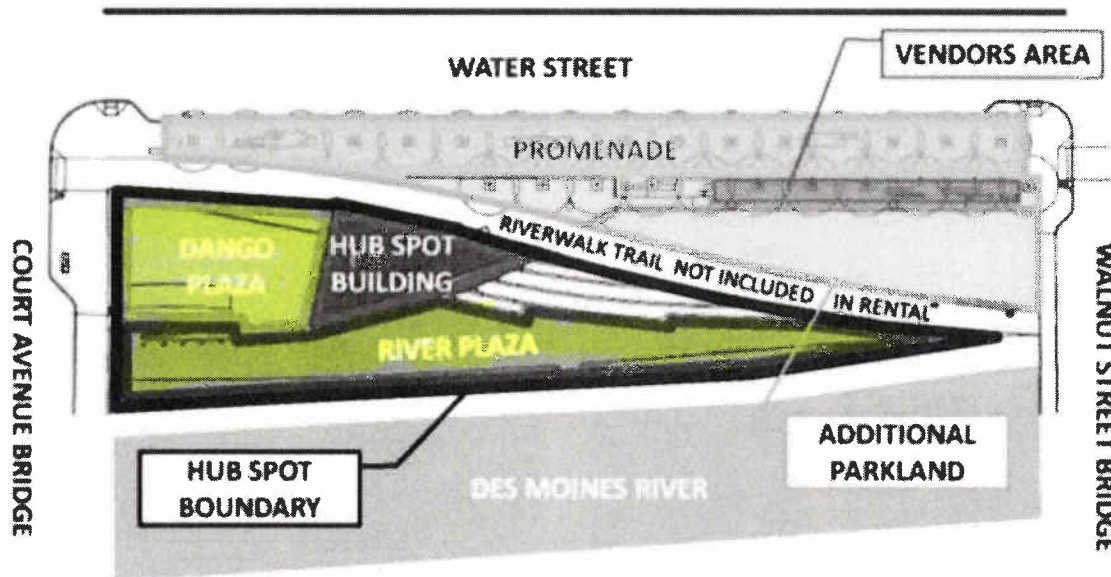 WATER STREET
VENDORS AREA
PROMENADE
DANGO
PLAZA
HUB SPOT
BUILDING
RIVERWALK TRAIL NOT INCLUDED IN RENTAL*
RIVER PLAZA
COURT AVENUE BRIDGE
WALNUT STREET BRIDGE
HUB SPOT
BOUNDARY
ADDITIONAL
PARKLAND
DES MOINES RIVER